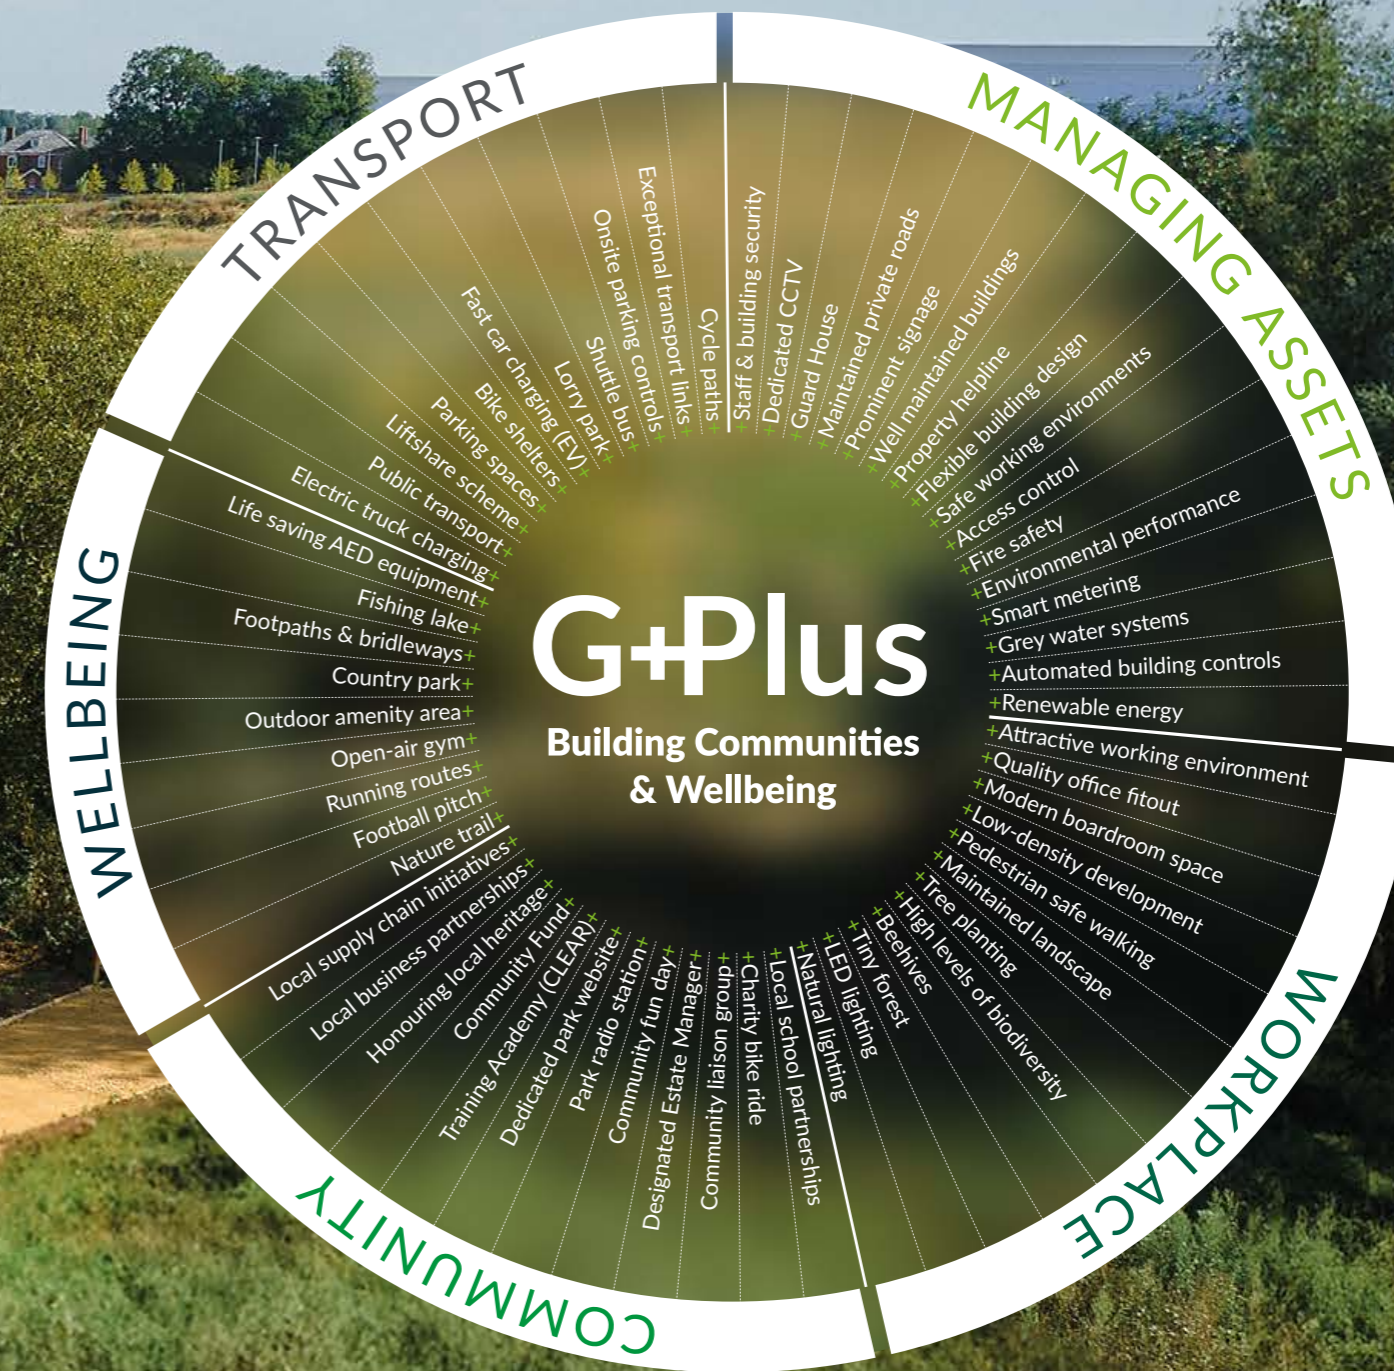 G+Plus
Building Communities
& Wellbeing
MANAGING ASSETS
+Staff & building security
+Dedicated CCTV
+Guard House
+Maintained private roads
+Prominent signage
+Well maintained buildings
+Property helpline
+Flexible building design
+Safe working environments
+Access control
+Fire safety
+Environmental performance
+Smart metering
+Grey water systems
+Automated building controls
+Renewable energy
WORKPLACE
+Attractive working environment
+Quality office fitout
+Modern boardroom space
+Low-density development
+Pedestrian safe walking
+Maintained landscape
+Tree planting
+High levels of biodiversity
+Beehives
+Tiny forest
+LED lighting
+Natural lighting
COMMUNITY
+Local school partnerships
+Charity bike ride
Community liaison group+
Designated Estate Manager+
Community fun day+
Park radio station+
Dedicated park website+
Training Academy (CLEAR)+
Community Fund+
Honouring local heritage+
Local business partnerships+
Local supply chain initiatives+
WELLBEING
Nature trail+
Football pitch+
Running routes+
Open-air gym+
Outdoor amenity area+
Country park+
Footpaths & bridleways+
Fishing lake+
Life saving AED equipment+
TRANSPORT
Electric truck charging+
Public transport+
Liftshare scheme+
Parking spaces+
Bike shelters+
Fast car charging (EV)+
Lorry park+
Shuttle bus+
Onsite parking controls+
Exceptional transport links+
Cycle paths+